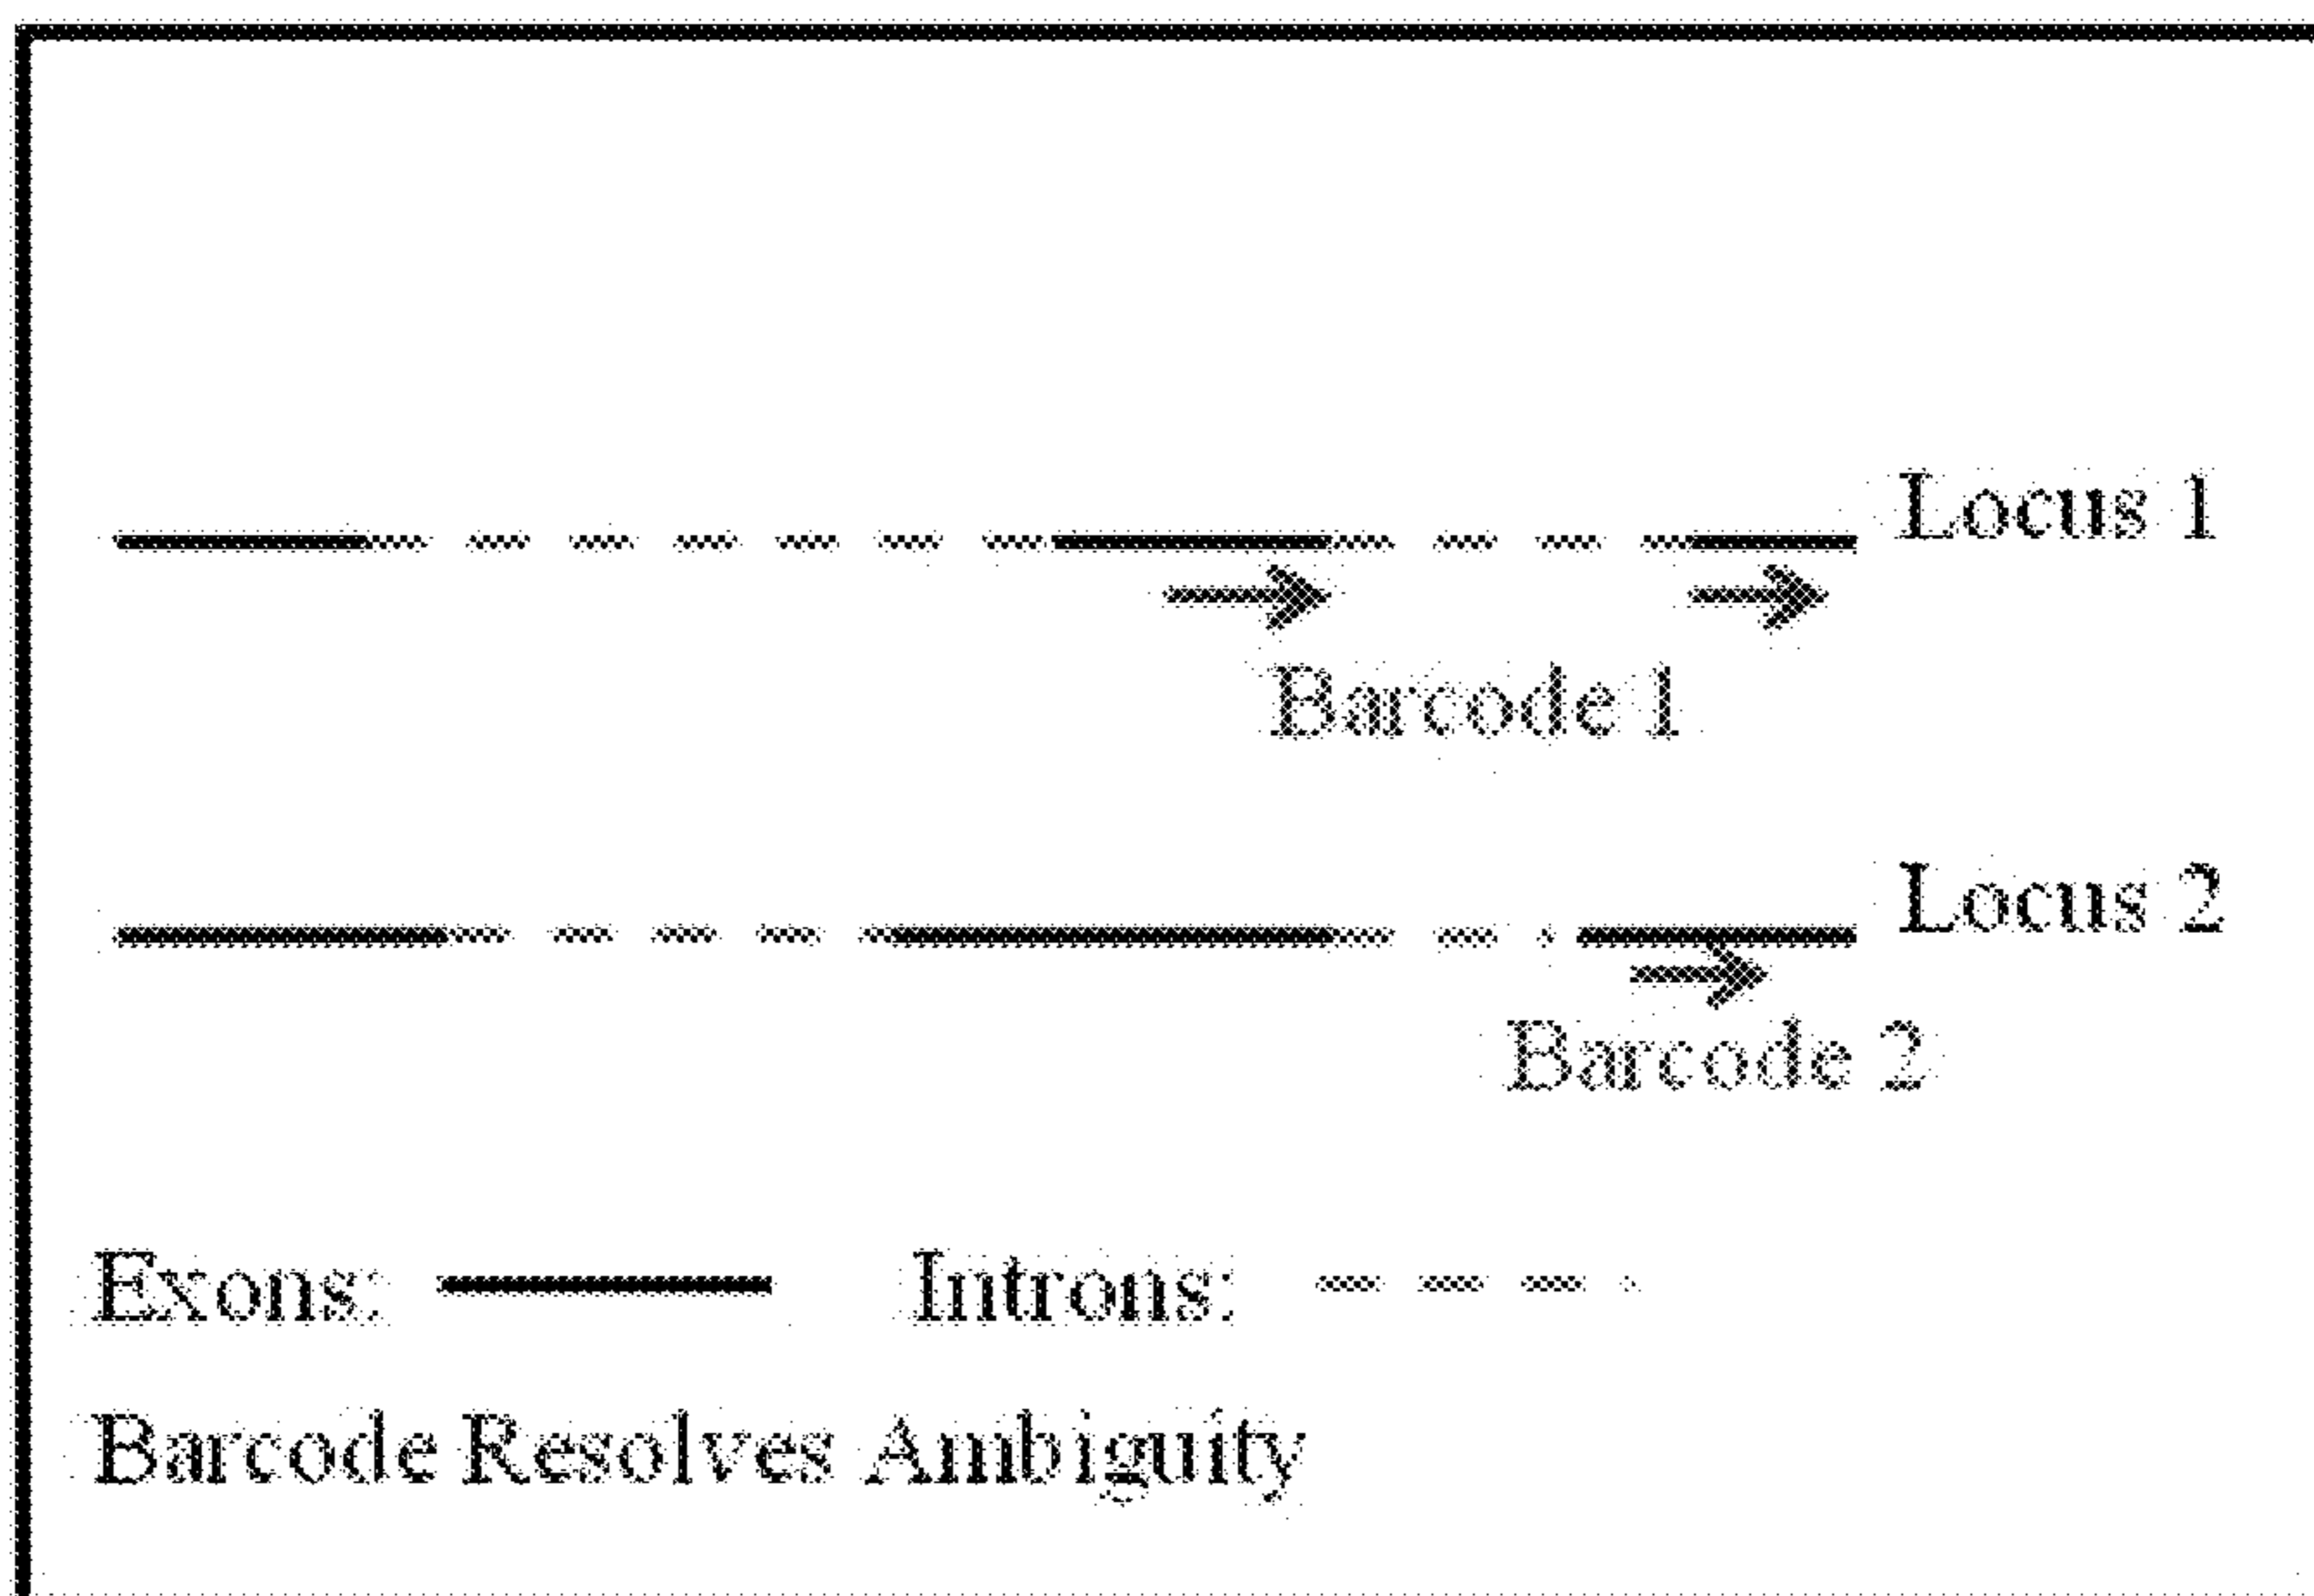 Locus 1
Barcode 1
Locus 2
Barcode 2
Exons: Introns:
Barcode Resolves Ambiguity